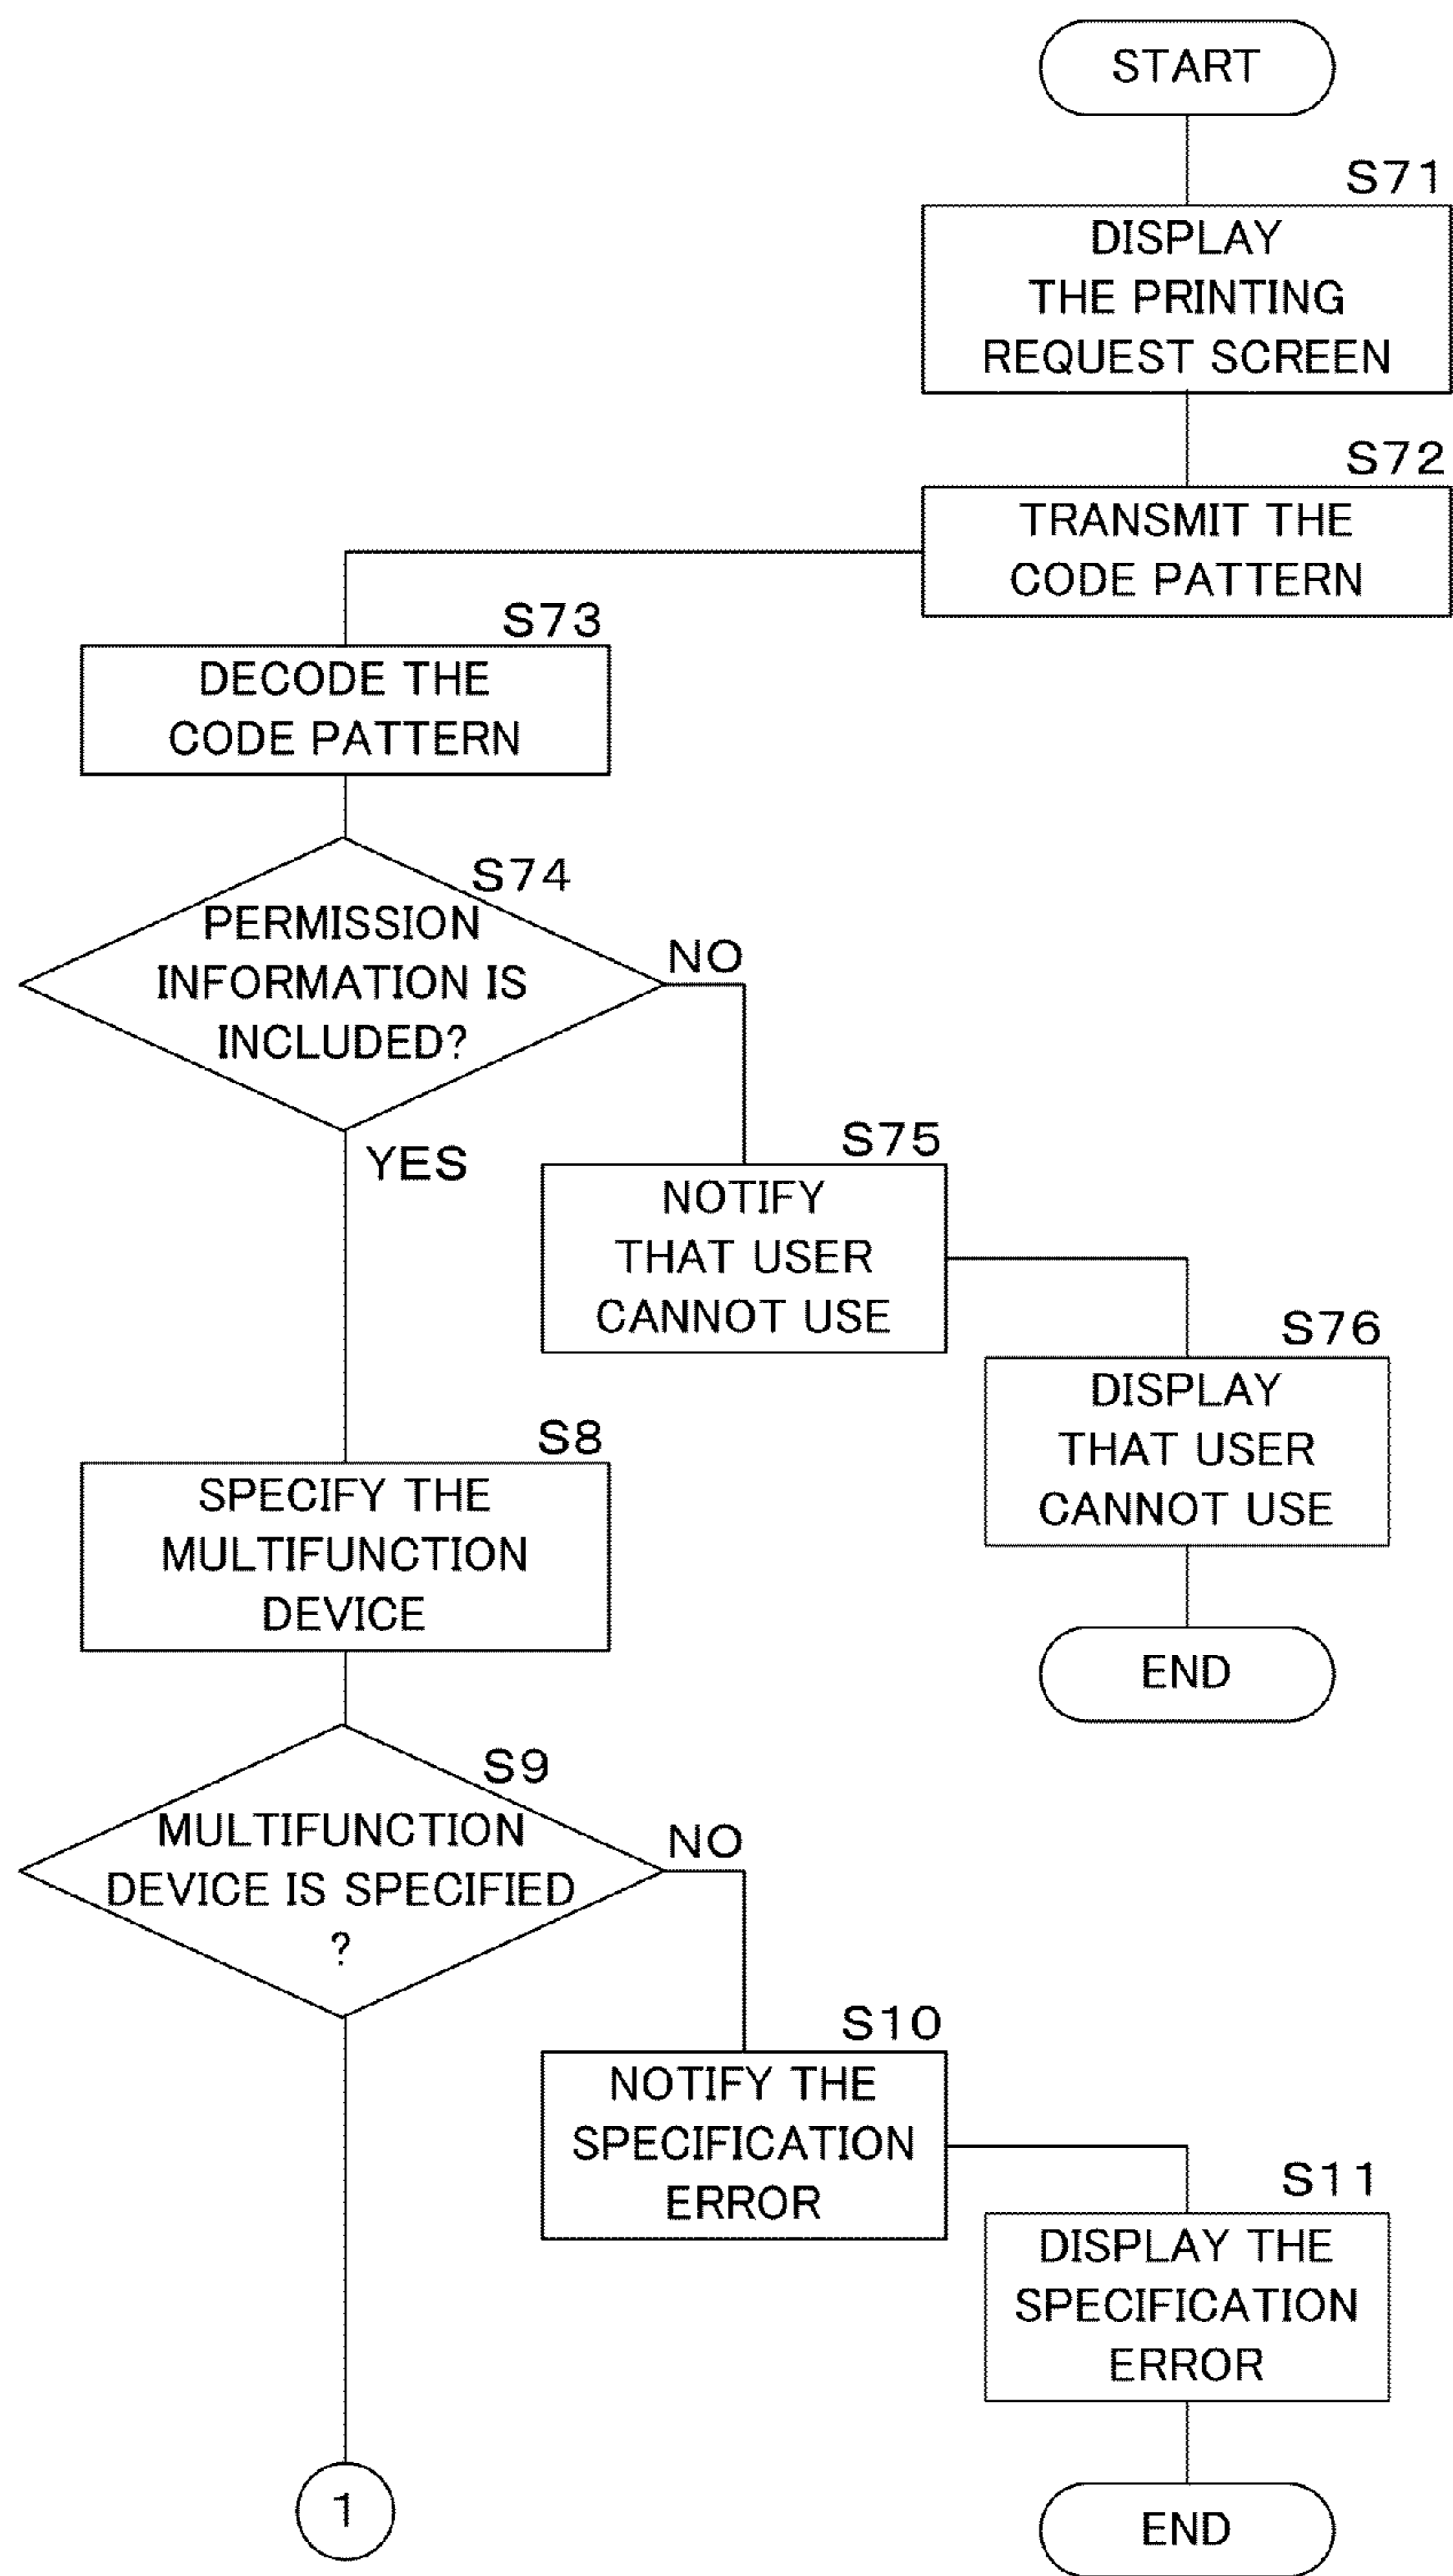 START
S71
DISPLAY
THE PRINTING
REQUEST SCREEN
S72
TRANSMIT THE
CODE PATTERN
S73
DECODE THE
CODE PATTERN
S74
PERMISSION
INFORMATION IS
INCLUDED?
NO
YES
S75
NOTIFY
THAT USER
CANNOT USE
S76
DISPLAY
THAT USER
CANNOT USE
END
S8
SPECIFY THE
MULTIFUNCTION
DEVICE
S9
MULTIFUNCTION
DEVICE IS SPECIFIED
?
NO
S10
NOTIFY THE
SPECIFICATION
ERROR
S11
DISPLAY THE
SPECIFICATION
ERROR
END
1